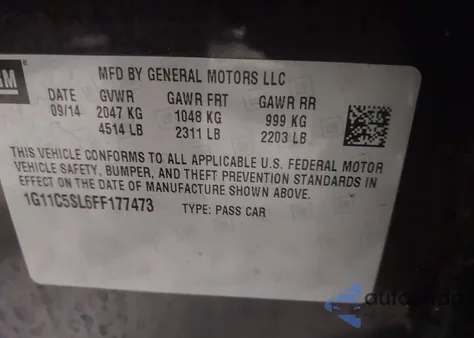 GM ®
MFD BY GENERAL MOTORS LLC
DATE GVWR GAWR FRT GAWR RR
09/14 2047 KG 1048 KG 999 KG
4514 LB 2311 LB 2203 LB
THIS VEHICLE CONFORMS TO ALL APPLICABLE U.S. FEDERAL MOTOR
VEHICLE SAFETY, BUMPER, AND THEFT PREVENTION STANDARDS IN
EFFECT ON THE DATE OF MANUFACTURE SHOWN ABOVE.
1G11C5SL6FF177473 TYPE: PASS CAR